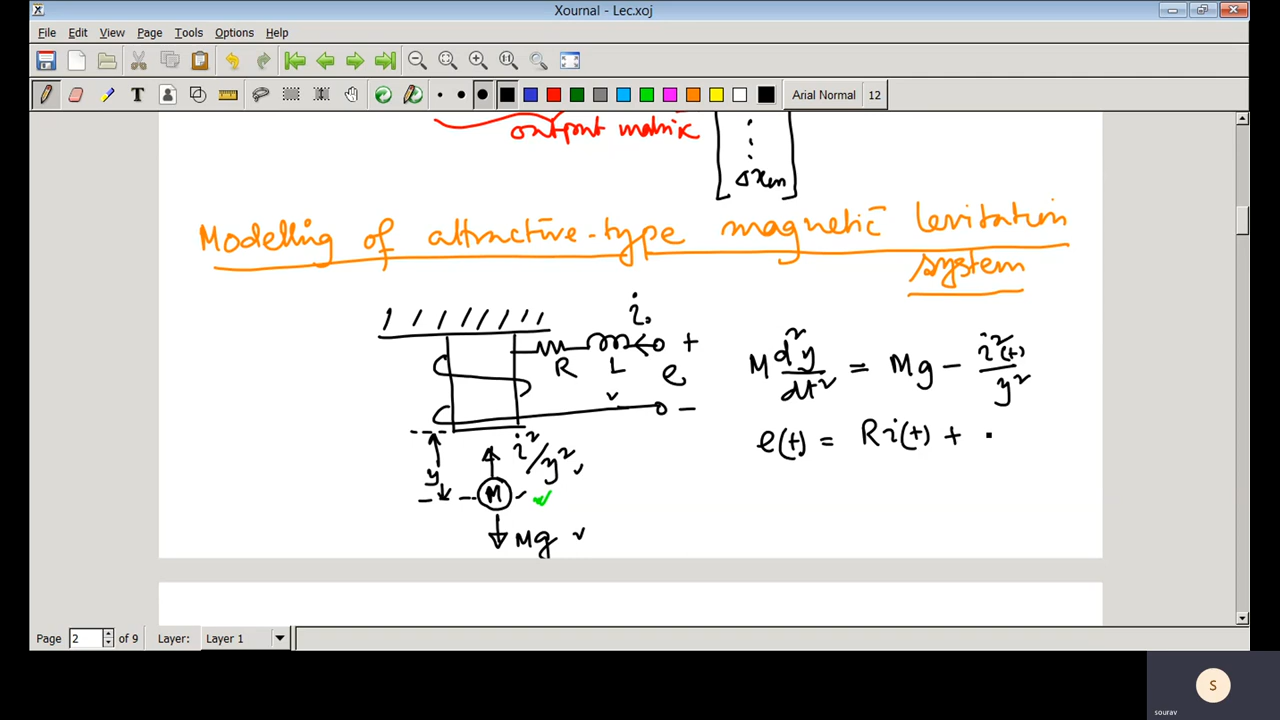 Xournal - Lec.xoj
File Edit View Page Tools Options Help
Arial Normal 12
output matrix
Δxm
Modelling of attractive-type magnetic levitation
system
i
+
R L e
-
M d²y/dt² = Mg - i²(t)/y²
e(t) = Ri(t) +
i²/y²
y
M
Mg
Page 2 of 9 Layer: Layer 1
S
sourav